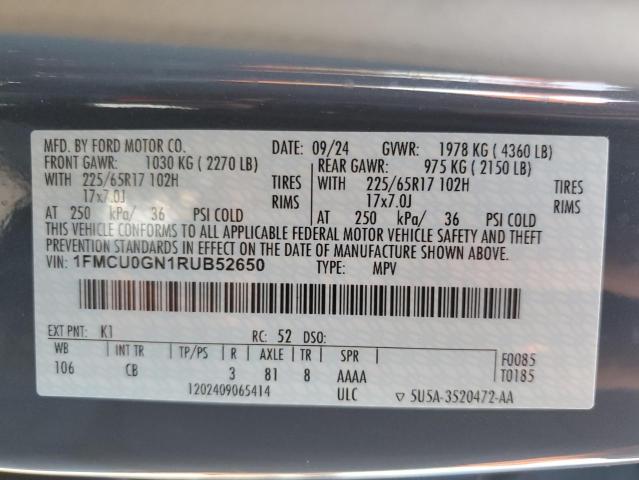 MFD. BY FORD MOTOR CO. DATE: 09/24 GVWR: 1978 KG ( 4360 LB)
FRONT GAWR: 1030 KG ( 2270 LB) REAR GAWR: 975 KG ( 2150 LB)
WITH 225/65R17 102H TIRES WITH 225/65R17 102H TIRES
17x7.0J RIMS 17x7.0J RIMS
AT 250 kPa/ 36 PSI COLD AT 250 kPa/ 36 PSI COLD
THIS VEHICLE CONFORMS TO ALL APPLICABLE FEDERAL MOTOR VEHICLE SAFETY AND THEFT
PREVENTION STANDARDS IN EFFECT ON THE DATE OF MANUFACTURE SHOWN ABOVE.
VIN: 1FMCU0GN1RUB52650 TYPE: MPV
EXT PNT: K1 RC: 52 DSO:
WB INT TR TP/PS R AXLE TR SPR F0085
106 CB 3 81 8 AAAA T0185
1202409065414 ULC ▽ 5U5A-3520472-AA